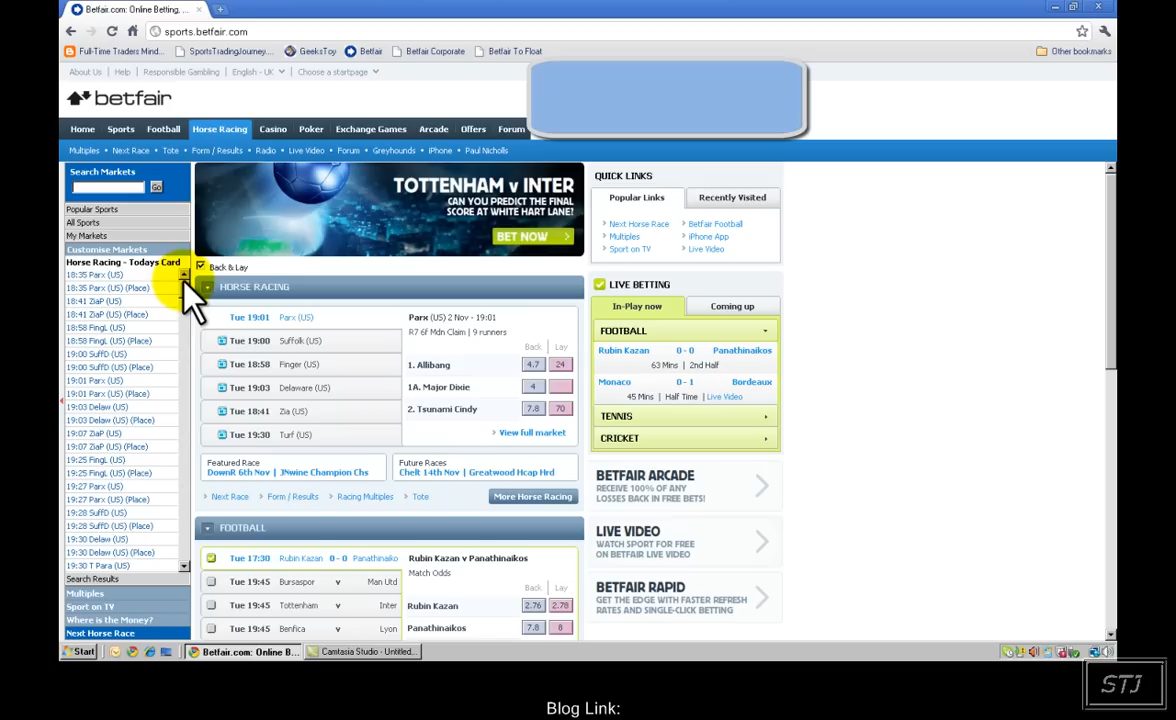 Betfair.com: Online Betting, ...
sports.betfair.com
Full-Time Traders Mind...
SportsTradingJourney....
GeeksToy
Betfair
Betfair Corporate
Betfair To Float
Other bookmarks
About Us | Help | Responsible Gambling | English - UK | Choose a startpage
betfair
Home Sports Football Horse Racing Casino Poker Exchange Games Arcade Offers Forum
Multiples • Next Race • Tote • Form / Results • Radio • Live Video • Forum • Greyhounds • iPhone • Paul Nicholls
Search Markets
Go
Popular Sports
All Sports
My Markets
Customise Markets
Horse Racing - Todays Card
18:35 Parx (US)
18:35 Parx (US) (Place)
18:41 ZiaP (US)
18:41 ZiaP (US) (Place)
18:58 FingL (US)
18:58 FingL (US) (Place)
19:00 SuffD (US)
19:00 SuffD (US) (Place)
19:01 Parx (US)
19:01 Parx (US) (Place)
19:03 Delaw (US)
19:03 Delaw (US) (Place)
19:07 ZiaP (US)
19:07 ZiaP (US) (Place)
19:25 FingL (US)
19:25 FingL (US) (Place)
19:27 Parx (US)
19:27 Parx (US) (Place)
19:28 SuffD (US)
19:28 SuffD (US) (Place)
19:30 Delaw (US)
19:30 Delaw (US) (Place)
19:30 T Para (US)
Search Results
Multiples
Sport on TV
Where is the Money?
Next Horse Race
TOTTENHAM v INTER
CAN YOU PREDICT THE FINAL
SCORE AT WHITE HART LANE!
BET NOW
Back & Lay
HORSE RACING
Tue 19:01 Parx (US)
Tue 19:00 Suffolk (US)
Tue 18:58 Finger (US)
Tue 19:03 Delaware (US)
Tue 18:41 Zia (US)
Tue 19:30 Turf (US)
Parx (US) 2 Nov - 19:01
R7 6f Mdn Claim | 9 runners
Back Lay
1. Allibang 4.7 24
1A. Major Dixie 4
2. Tsunami Cindy 7.8 70
View full market
Featured Race
DownR 6th Nov | JNwine Champion Chs
Future Races
Chelt 14th Nov | Greatwood Hcap Hrd
Next Race Form / Results Racing Multiples Tote
More Horse Racing
FOOTBALL
Tue 17:30 Rubin Kazan 0 - 0 Panathinaiko
Tue 19:45 Bursaspor v Man Utd
Tue 19:45 Tottenham v Inter
Tue 19:45 Benfica v Lyon
Rubin Kazan v Panathinaikos
Match Odds
Back Lay
Rubin Kazan 2.76 2.78
Panathinaikos 7.8 8
QUICK LINKS
Popular Links Recently Visited
Next Horse Race Betfair Football
Multiples iPhone App
Sport on TV Live Video
LIVE BETTING
In-Play now Coming up
FOOTBALL
Rubin Kazan 0 - 0 Panathinaikos
63 Mins | 2nd Half
Monaco 0 - 1 Bordeaux
45 Mins | Half Time | Live Video
TENNIS
CRICKET
BETFAIR ARCADE
RECEIVE 100% OF ANY
LOSSES BACK IN FREE BETS!
LIVE VIDEO
WATCH SPORT FOR FREE
ON BETFAIR LIVE VIDEO
BETFAIR RAPID
GET THE EDGE WITH FASTER REFRESH
RATES AND SINGLE-CLICK BETTING
Start
Betfair.com: Online B...
Camtasia Studio - Untitled...
STJ
Blog Link: